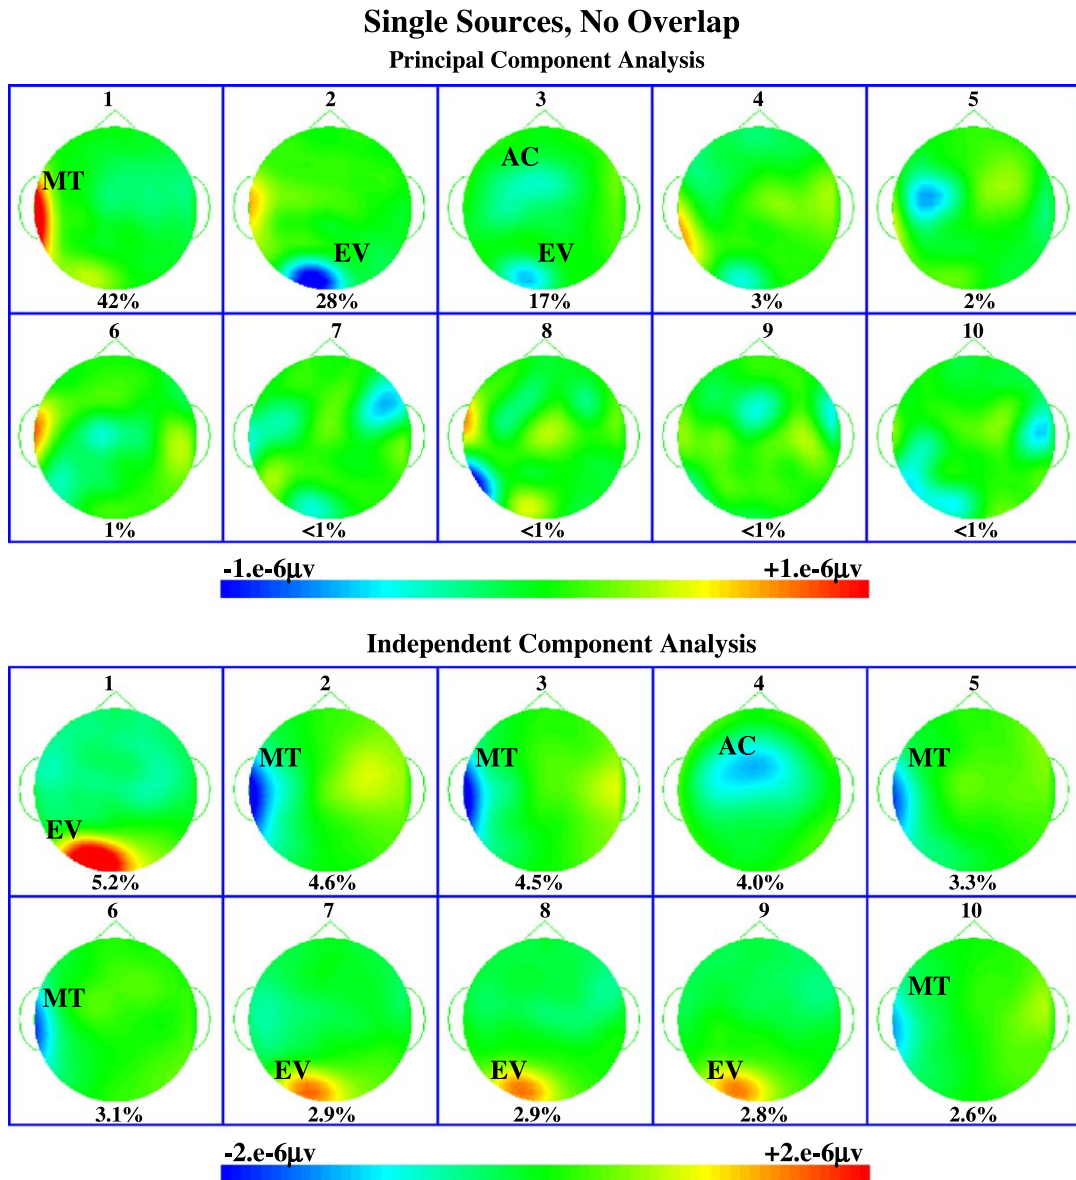 Single Sources, No Overlap
Principal Component Analysis
1 2 3 4 5
MT EV AC EV
42% 28% 17% 3% 2%
6 7 8 9 10
1% <1% <1% <1% <1%
-1.e-6μv +1.e-6μv
Independent Component Analysis
1 2 3 4 5
EV MT MT AC MT
5.2% 4.6% 4.5% 4.0% 3.3%
6 7 8 9 10
MT EV EV EV MT
3.1% 2.9% 2.9% 2.8% 2.6%
-2.e-6μv +2.e-6μv